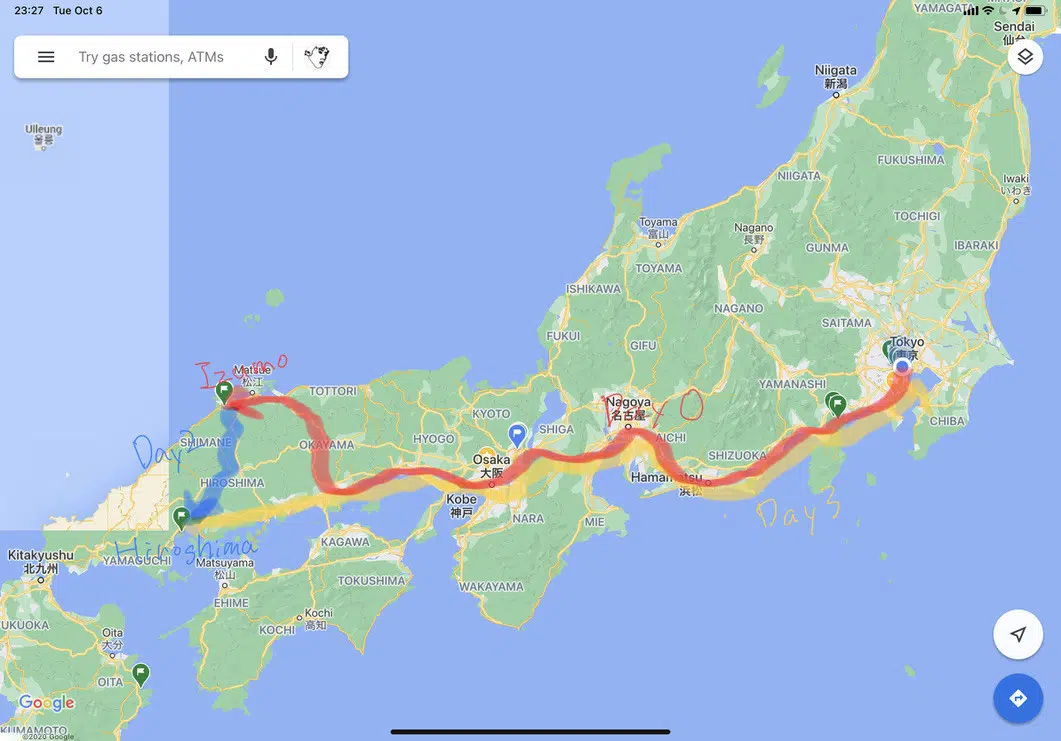 23:27 Tue Oct 6
YAMAGATA
Sendai
仙台
Try gas stations, ATMs
Niigata
新潟
Ulleung
울릉
FUKUSHIMA
NIIGATA
Iwaki
いわき
Toyama
富山
Nagano
長野
TOCHIGI
GUNMA
IBARAKI
TOYAMA
ISHIKAWA
NAGANO
SAITAMA
FUKUI
GIFU
Tokyo
東京
Izumo
Matsue
松江
TOTTORI
YAMANASHI
Nagoya
名古屋
Day 0
KYOTO
SHIGA
AICHI
CHIBA
Day 2
SHIMANE
OKAYAMA
HYOGO
Osaka
大阪
SHIZUOKA
Hamamatsu
浜松
HIROSHIMA
Kobe
神戸
NARA
MIE
Day 3
Hiroshima
YAMAGUCHI
KAGAWA
Kitakyushu
北九州
Matsuyama
松山
TOKUSHIMA
WAKAYAMA
EHIME
Kochi
高知
KOCHI
UKUOKA
Oita
大分
OITA
Google
KUMAMOTO
©2020 Google